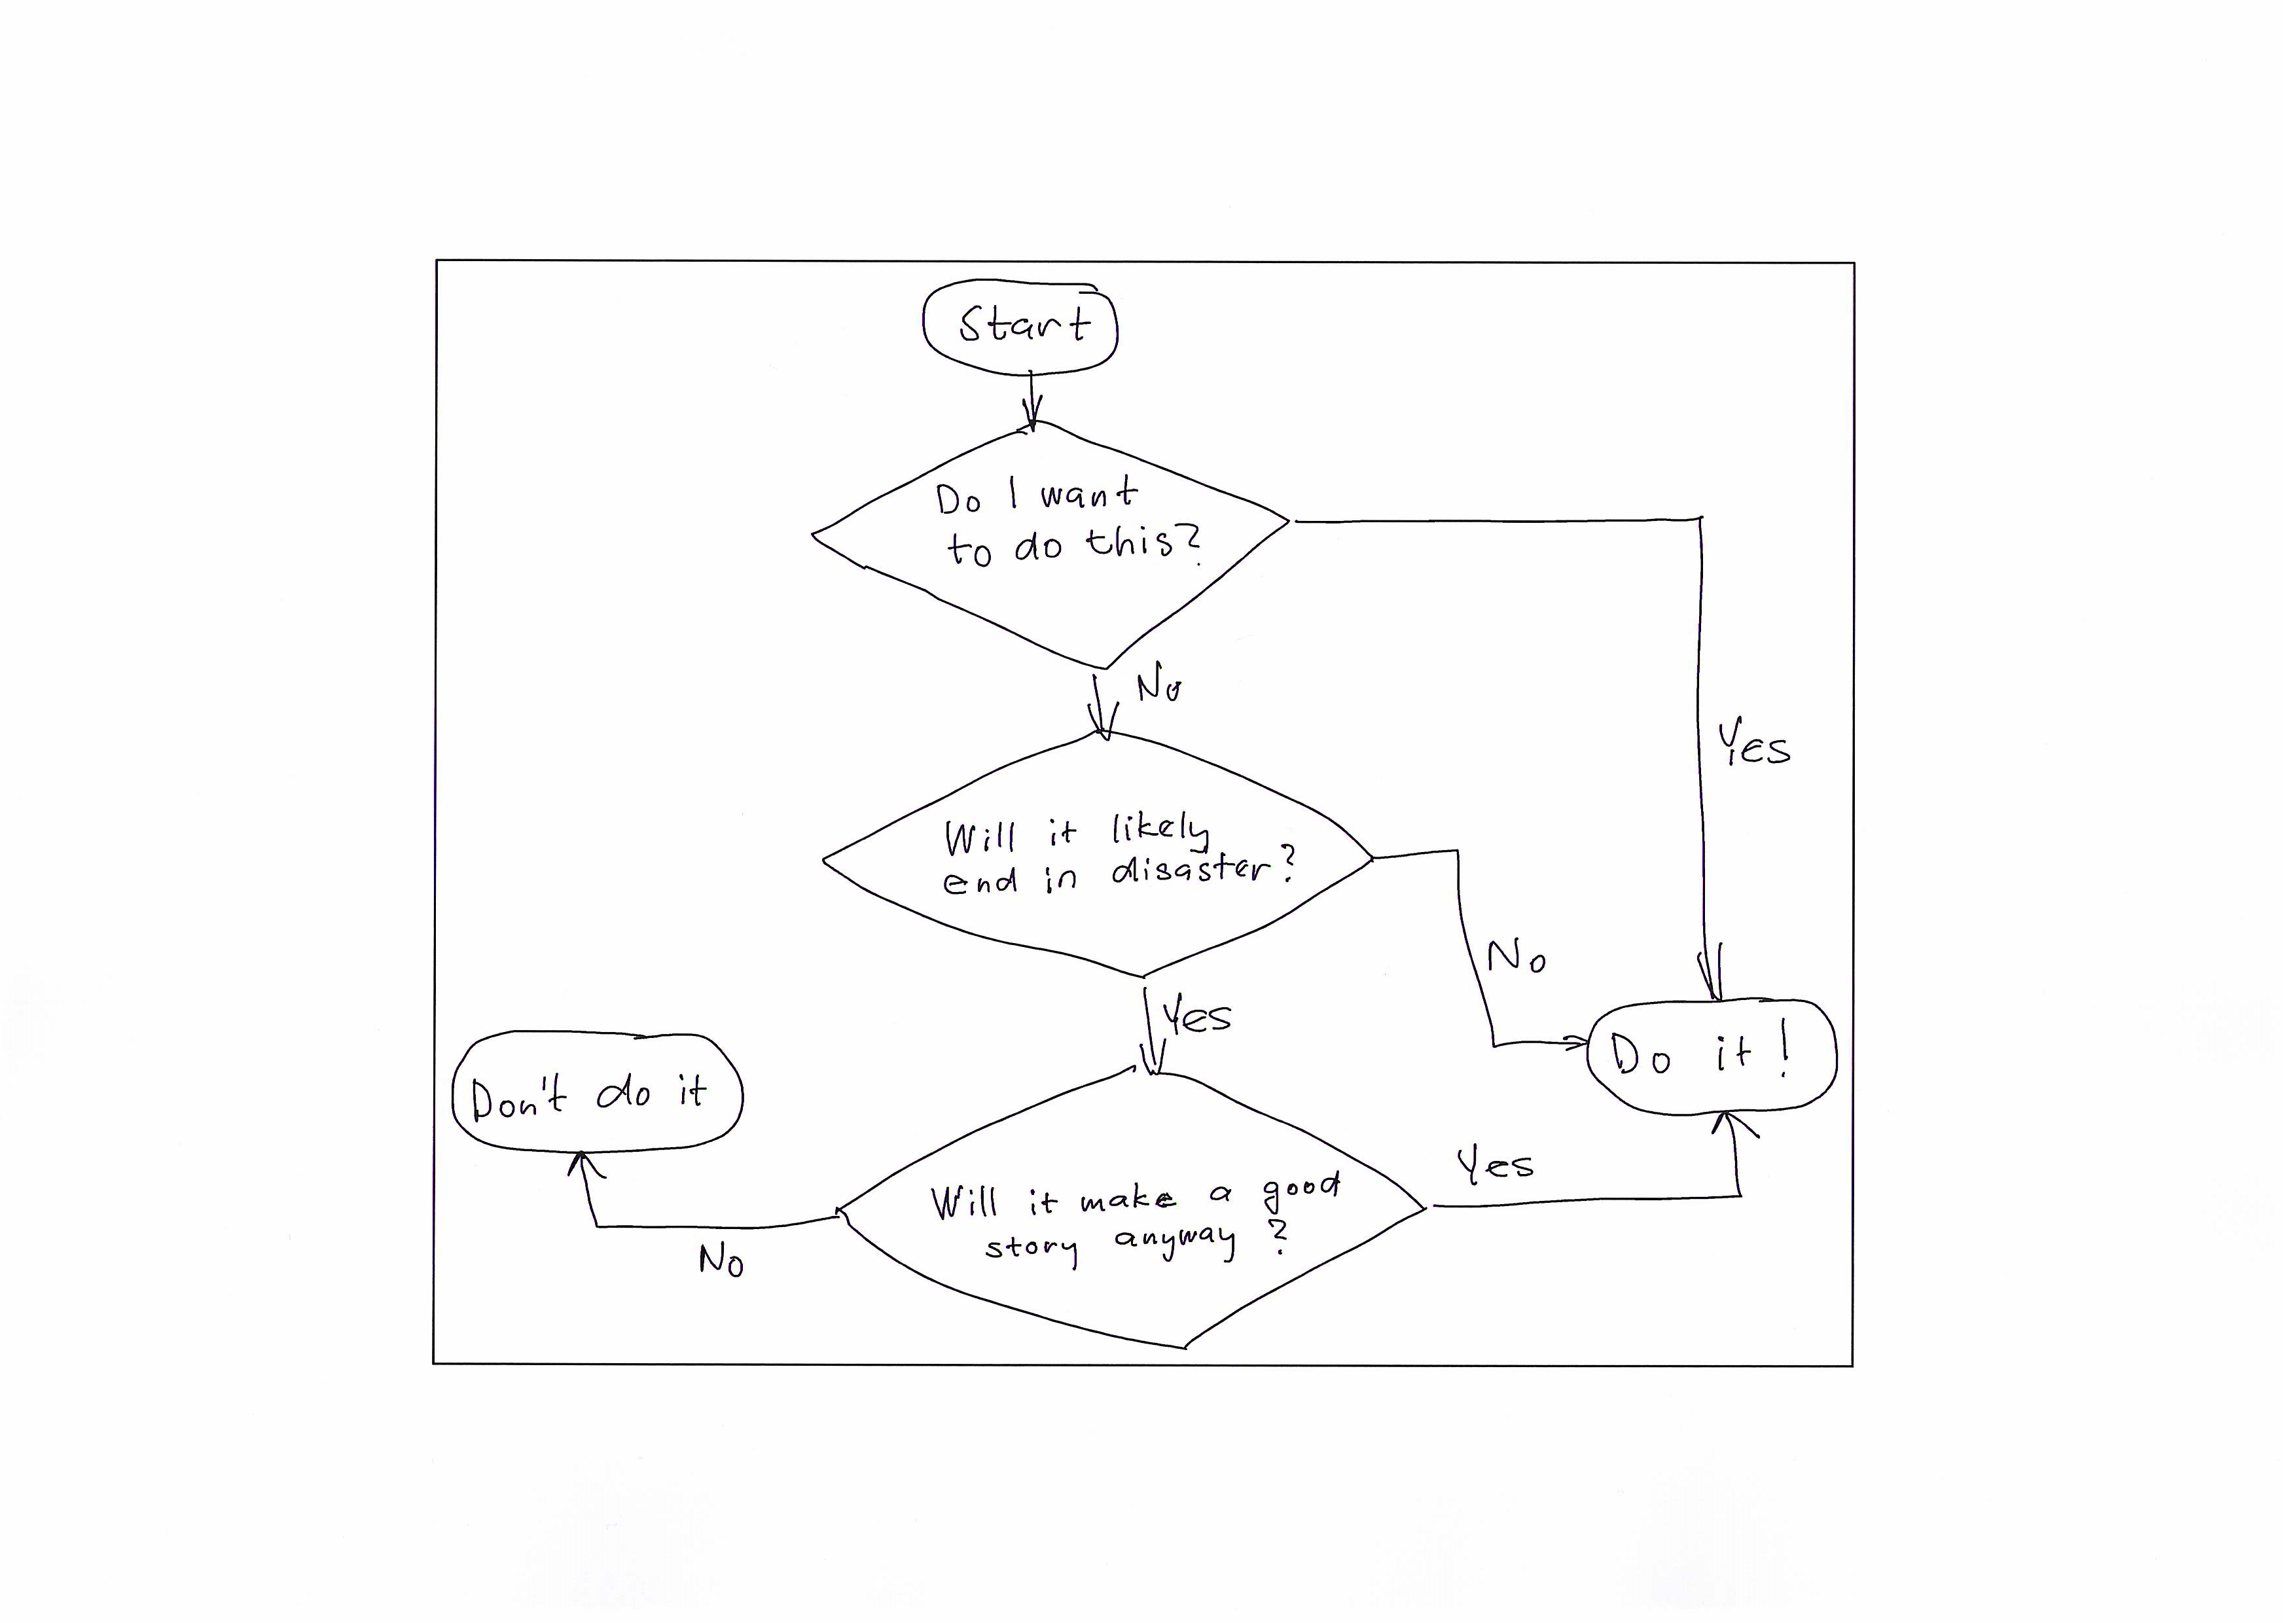 Start
Do I want
to do this?
No
Yes
Will it likely
end in disaster?
No
Yes
Don't do it
Do it!
Will it make a good
story anyway?
Yes
No